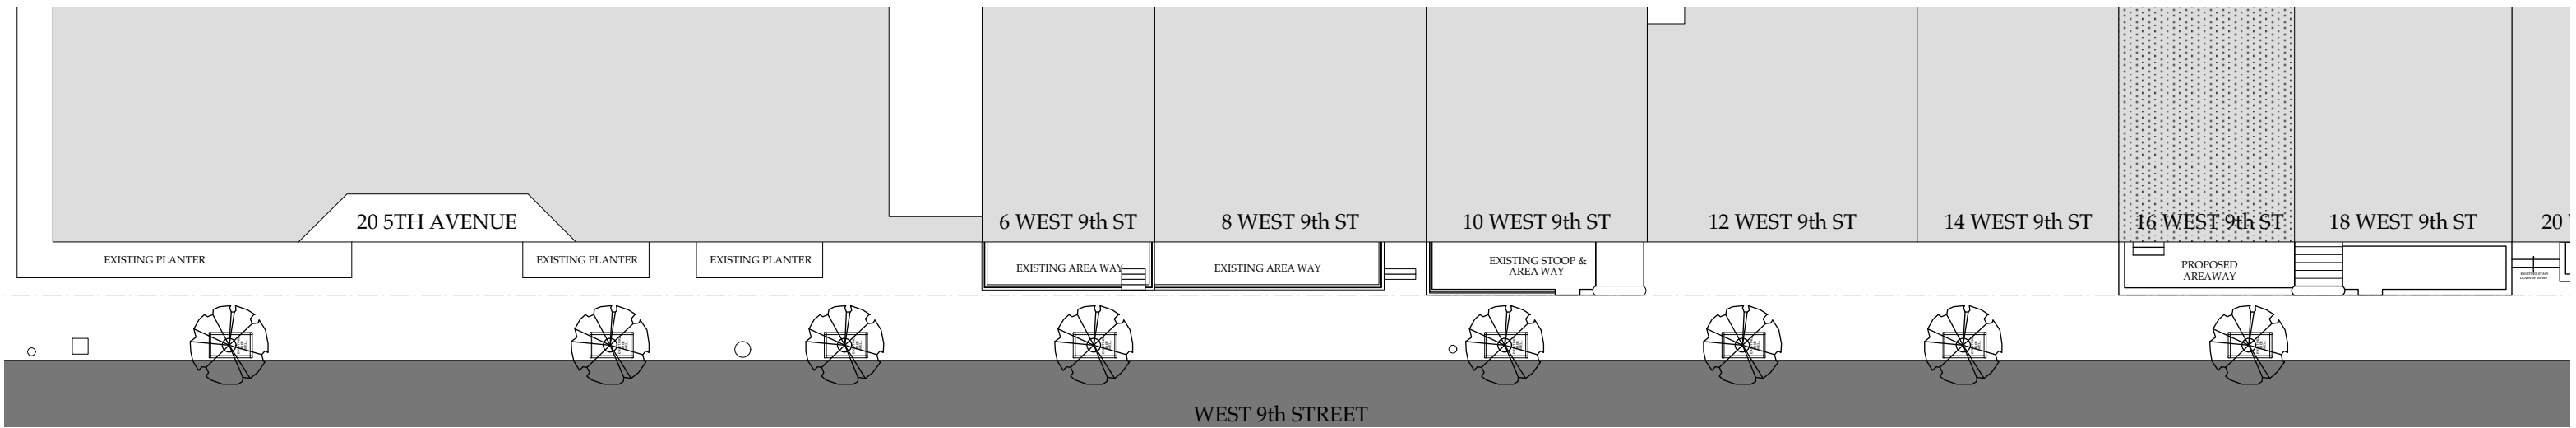 20 5TH AVENUE
6 WEST 9th ST
8 WEST 9th ST
10 WEST 9th ST
12 WEST 9th ST
14 WEST 9th ST
16 WEST 9th ST
18 WEST 9th ST
20
EXISTING PLANTER
EXISTING PLANTER
EXISTING PLANTER
EXISTING AREA WAY
EXISTING AREA WAY
EXISTING STOOP &
AREA WAY
PROPOSED
AREAWAY
WEST 9th STREET